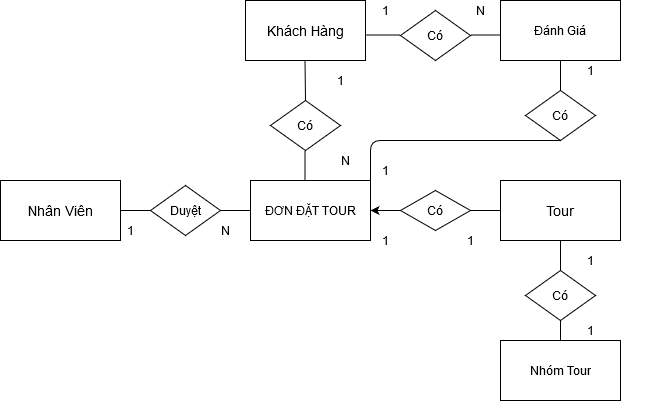 1
N
Khách Hàng
Có
Đánh Giá
1
1
Có
Có
N
1
Nhân Viên
Duyệt
ĐƠN ĐẶT TOUR
Có
Tour
1
N
1
1
1
Có
1
Nhóm Tour